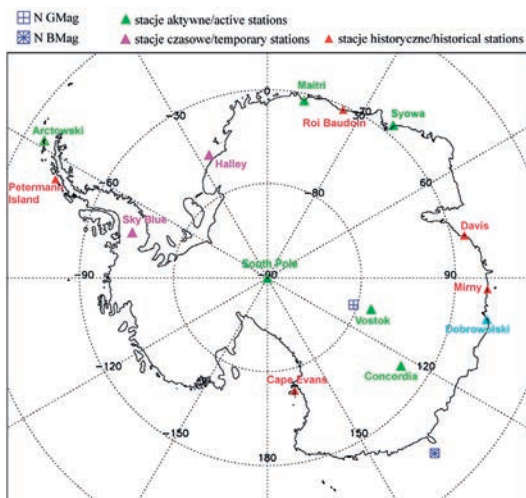 N GMag
stacje aktywne/active stations
N BMag
stacje czasowe/temporary stations
stacje historyczne/historical stations
0
Maitri
-30
30
Roi Baudoin
Syowa
Arctowski
Halley
Petermann
Island
-60
-80
60
Sky Blue
Davis
South Pole
-90
-90
90
Mirny
Vostok
Dobrowolski
Concordia
-120
120
Cape Evans
-150
150
180